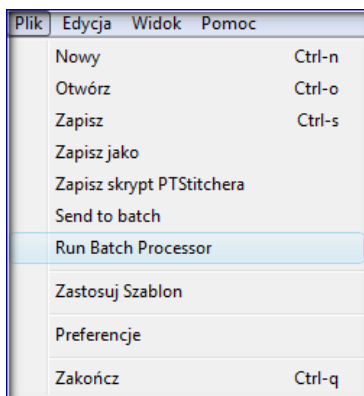 Plik Edycja Widok Pomoc
Nowy Ctrl-n
Otwórz Ctrl-o
Zapisz Ctrl-s
Zapisz jako
Zapisz skrypt PTStitchera
Send to batch
Run Batch Processor
Zastosuj Szablon
Preferencje
Zakończ Ctrl-q